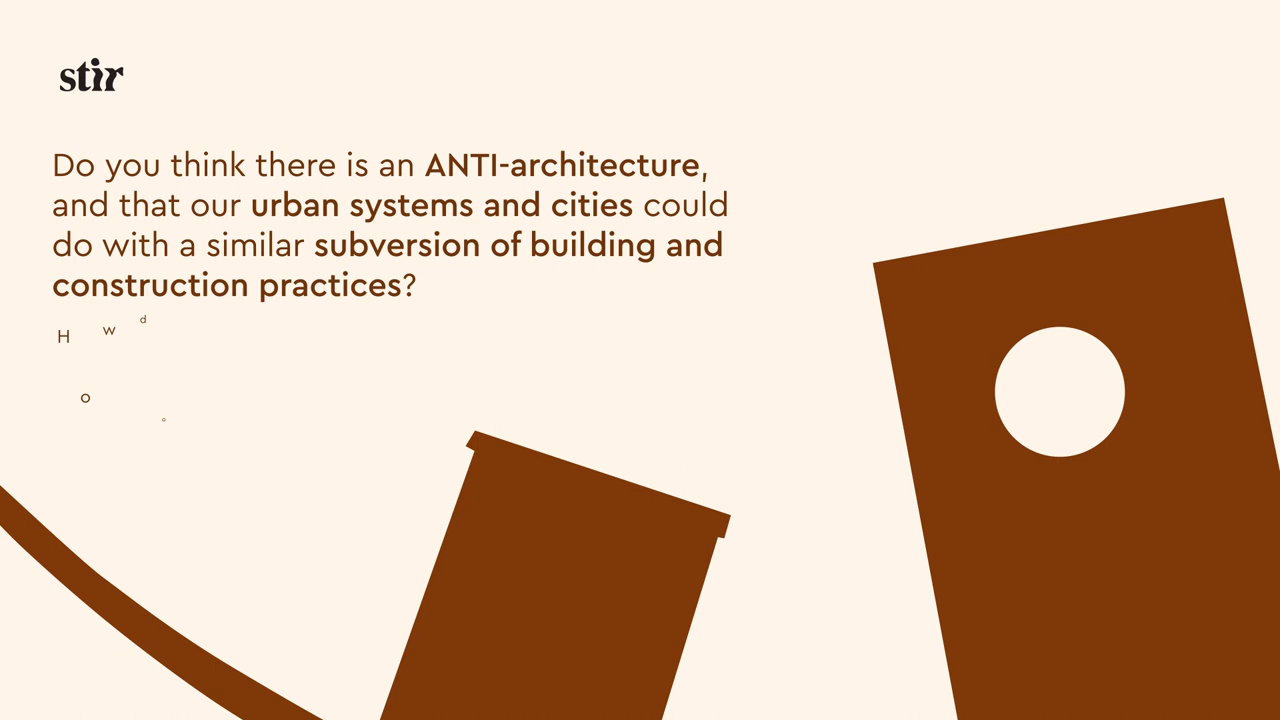 stir
Do you think there is an ANTI-architecture,
and that our urban systems and cities could
do with a similar subversion of building and
construction practices?
H w d
o o